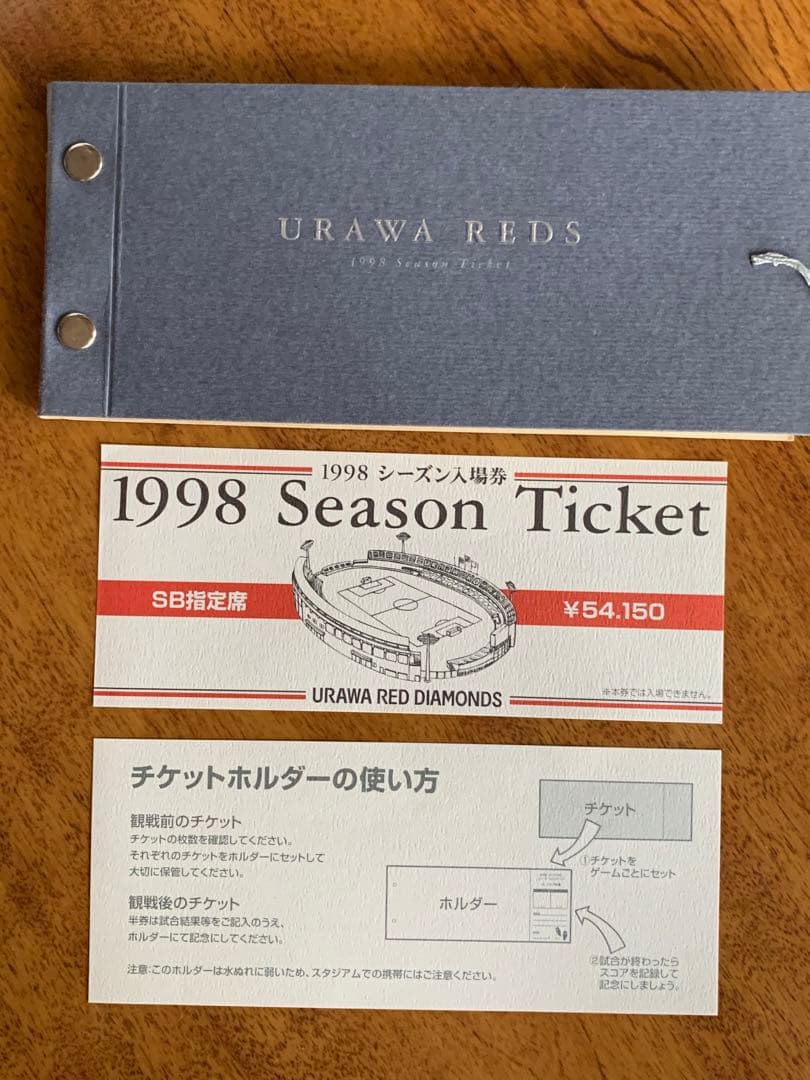 URAWA REDS
1998 Season Ticket
1998 シーズン入場券
1998 Season Ticket
SB指定席
¥54.150
※本券では入場できません。
URAWA RED DIAMONDS
チケットホルダーの使い方
観戦前のチケット
チケットの枚数を確認してください。
それぞれのチケットをホルダーにセットして
大切に保管してください。
観戦後のチケット
半券は試合結果等をご記入のうえ、
ホルダーにて記念にしてください。
チケット
①チケットを
ゲームごとにセット
ホルダー
②試合が終わったら
スコアを記録して
記念にしましょう。
注意:このホルダーは水ぬれに弱いため、スタジアムでの携帯にはご注意ください。